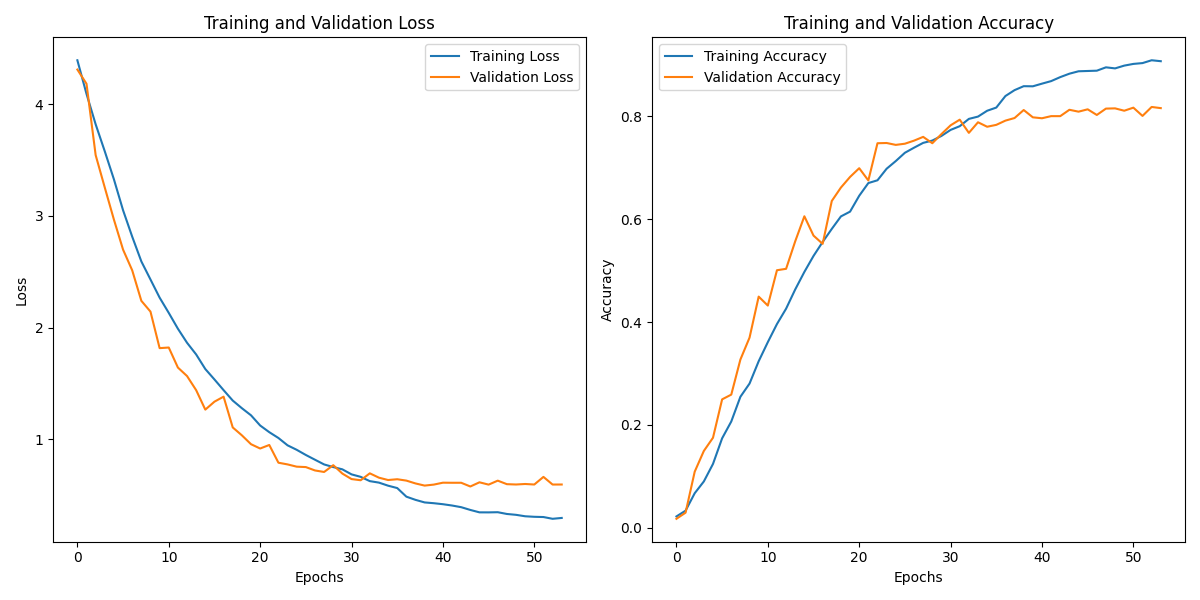 Training and Validation Loss
Training Loss
Validation Loss
4
3
2
1
Loss
0
10
20
30
40
50
Epochs
Training and Validation Accuracy
Training Accuracy
Validation Accuracy
0.8
0.6
0.4
0.2
0.0
Accuracy
0
10
20
30
40
50
Epochs